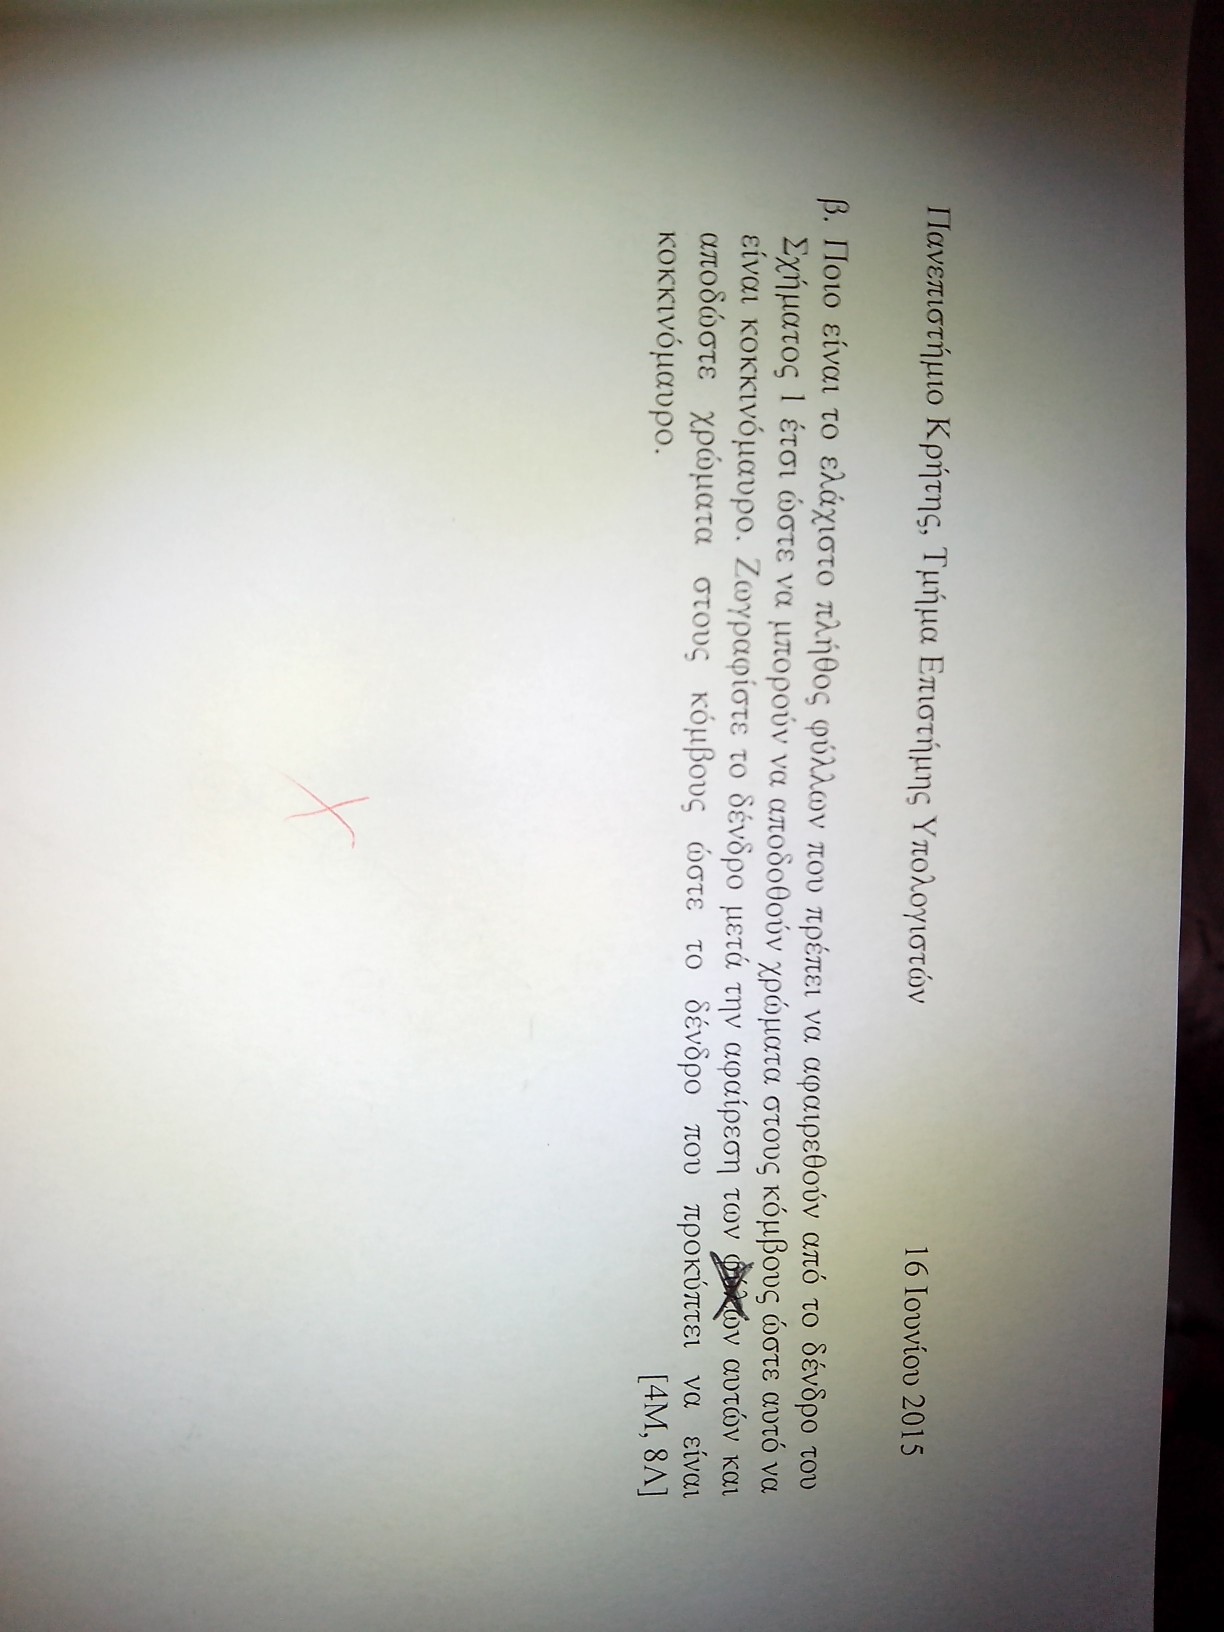 Πανεπιστήμιο Κρήτης, Τμήμα Επιστήμης Υπολογιστών 16 Ιουνίου 2015
β. Ποιο είναι το ελάχιστο πλήθος φύλλων που πρέπει να αφαιρεθούν από το δένδρο του
Σχήματος 1 έτσι ώστε να μπορούν να αποδοθούν χρώματα στους κόμβους ώστε αυτό να
είναι κοκκινόμαυρο. Ζωγραφίστε το δένδρο μετά την αφαίρεση των αυτών και
αποδώστε χρώματα στους κόμβους ώστε το δένδρο που προκύπτει να είναι
κοκκινόμαυρο. [4Μ, 8Λ]